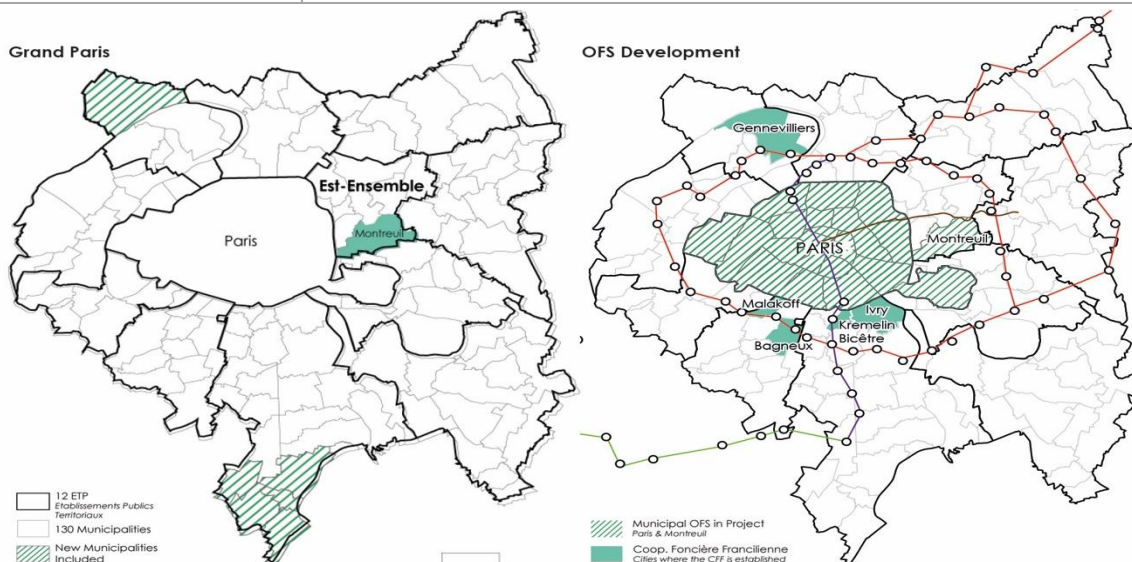 Grand Paris
Est-Ensemble
Montreuil
Paris
12 ETP
Etablissements Publics
Territoriaux
130 Municipalities
New Municipalities
Included
OFS Development
Gennevilliers
PARIS
Montreuil
Malakoff
Ivry
Kremelin
Bicêtre
Bagneux
Municipal OFS in Project
Paris & Montreuil
Coop. Foncière Francilienne
Cities where the CFF is established